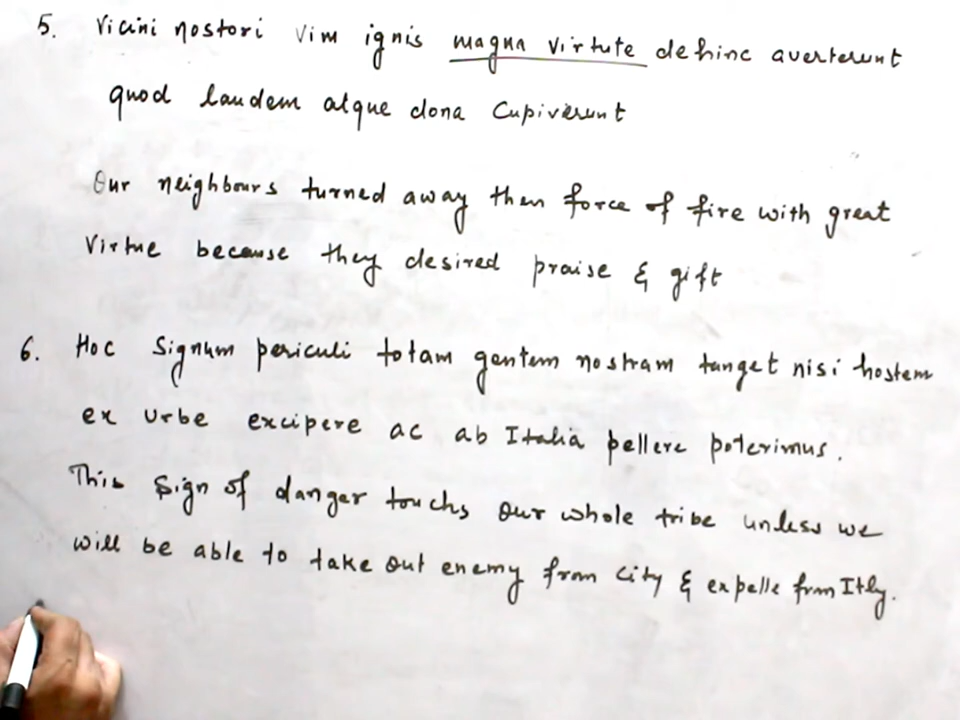 5. Vicini nostori vim ignis magna virtute dehinc averterunt
quod laudem atque dona Cupiverunt
Our neighbours turned away then force of fire with great
Virtue because they desired praise & gift
6. Hoc Signum periculi totam gentem nostram tanget nisi hostem
ex urbe excipere ac ab Italia pellere poterimus.
This Sign of danger touchs our whole tribe unless we
will be able to take out enemy from city & expelle from Itly.